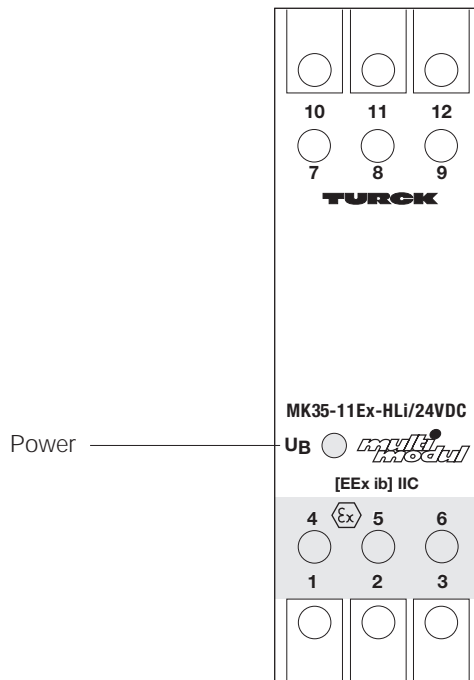 10 11 12
7 8 9
TURCK
MK35-11Ex-HLi/24VDC
Power UB multi modul
[EEx ib] IIC
4 Ex 5 6
1 2 3